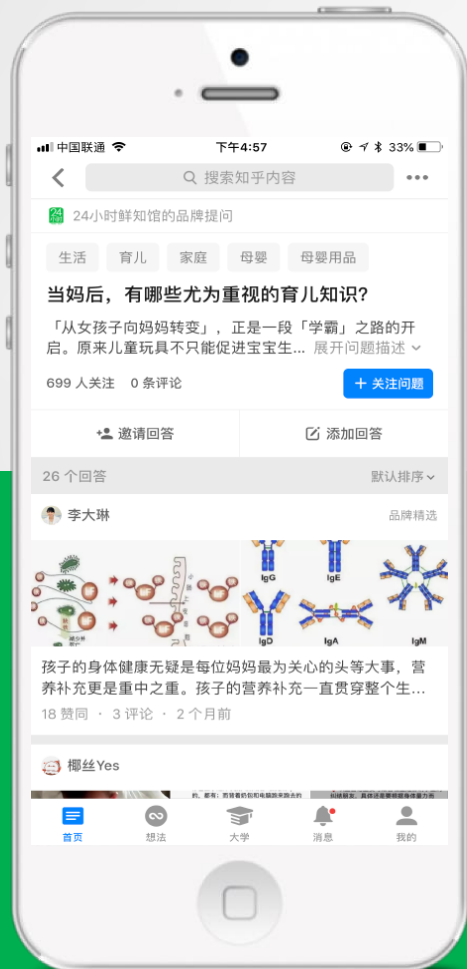 中国联通
下午4:57
33%
搜索知乎内容
24小时
24小时鲜知馆的品牌提问
生活 育儿 家庭 母婴 母婴用品
当妈后，有哪些尤为重视的育儿知识？
「从女孩子向妈妈转变」，正是一段「学霸」之路的开
启。原来儿童玩具不只能促进宝宝生... 展开问题描述
699 人关注 0 条评论
+ 关注问题
邀请回答
添加回答
26 个回答
默认排序
李大琳
品牌精选
IgG IgE
IgD IgA IgM
孩子的身体健康无疑是每位妈妈最为关心的头等大事，营
养补充更是重中之重。孩子的营养补充一直贯穿整个生...
18 赞同 · 3 评论 · 2 个月前
椰丝Yes
首页 想法 大学 消息 我的